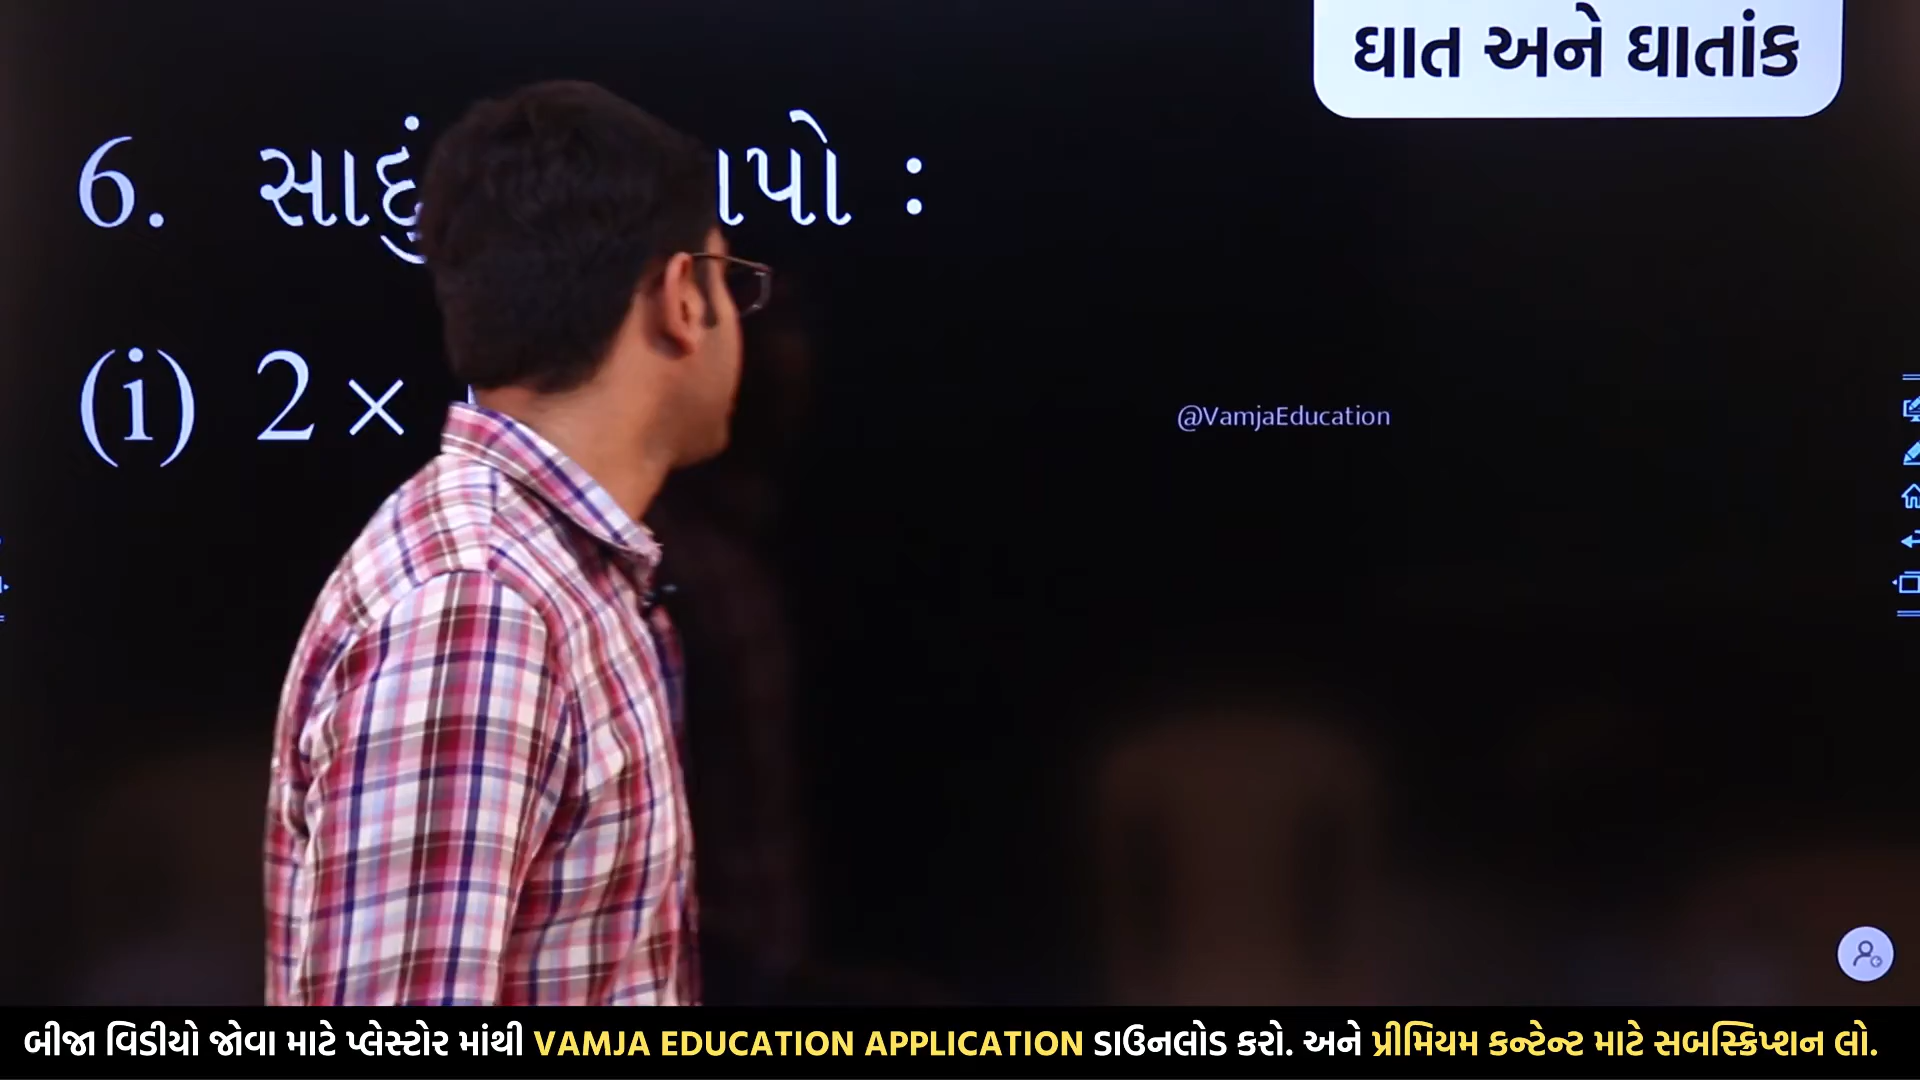 ઘાત અને ઘાતાંક
6. :
(i) 2 ×
@VamjaEducation
બીજા વિડીયો જોવા માટે પ્લેસ્ટોર માંથી VAMJA EDUCATION APPLICATION ડાઉનલોડ કરો. અને પ્રીમિયમ કન્ટેન્ટ માટે સબસ્ક્રિપ્શન લો.